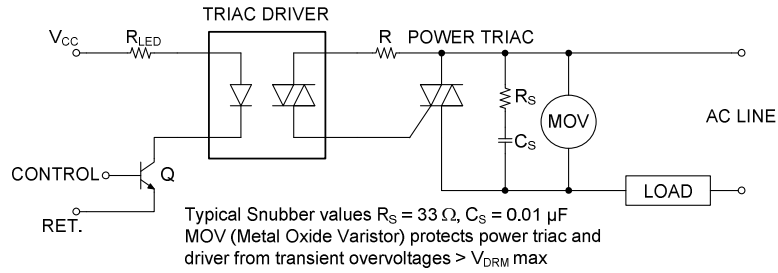 TRIAC DRIVER
VCC
RLED
R
POWER TRIAC
RS
MOV
AC LINE
CS
CONTROL
Q
LOAD
RET.
Typical Snubber values RS = 33 Ω, CS = 0.01 µF
MOV (Metal Oxide Varistor) protects power triac and
driver from transient overvoltages > VDRM max